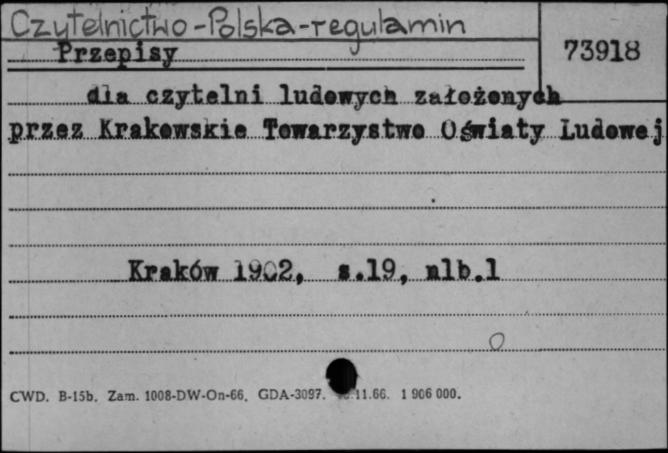 Czytelnictwo-Polska-regulamin
Przepisy
73918
dla czytelni ludowych założonych
przez Krakowskie Towarzystwo Oświaty Ludowej
Kraków 1902, s.19, nlb.1
CWD. B-15b. Zam. 1008-DW-On-66. GDA-3097. 11.66. 1 906 000.